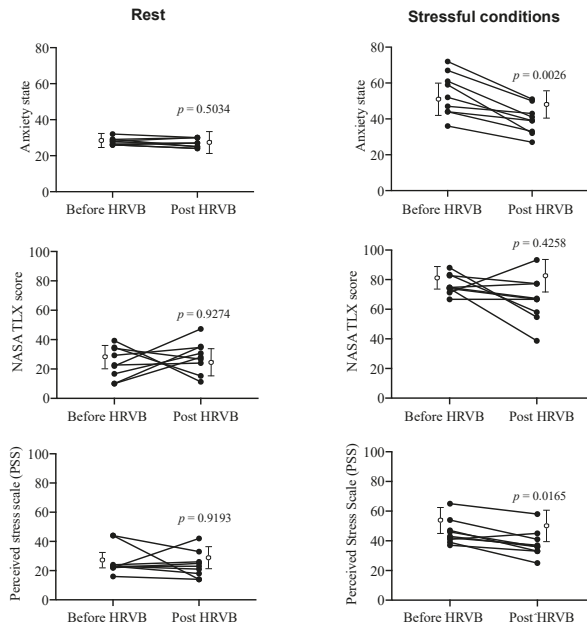 Rest
Stressful conditions
Anxiety state
80
60
40
20
0
p = 0.5034
Before HRVB Post HRVB
Anxiety state
80
60
40
20
0
p = 0.0026
Before HRVB Post HRVB
NASA TLX score
100
80
60
40
20
0
p = 0.9274
Before HRVB Post HRVB
NASA TLX score
100
80
60
40
20
0
p = 0.4258
Before HRVB Post HRVB
Perceived stress scale (PSS)
100
80
60
40
20
0
p = 0.9193
Before HRVB Post HRVB
Perceived Stress Scale (PSS)
100
80
60
40
20
0
p = 0.0165
Before HRVB Post HRVB